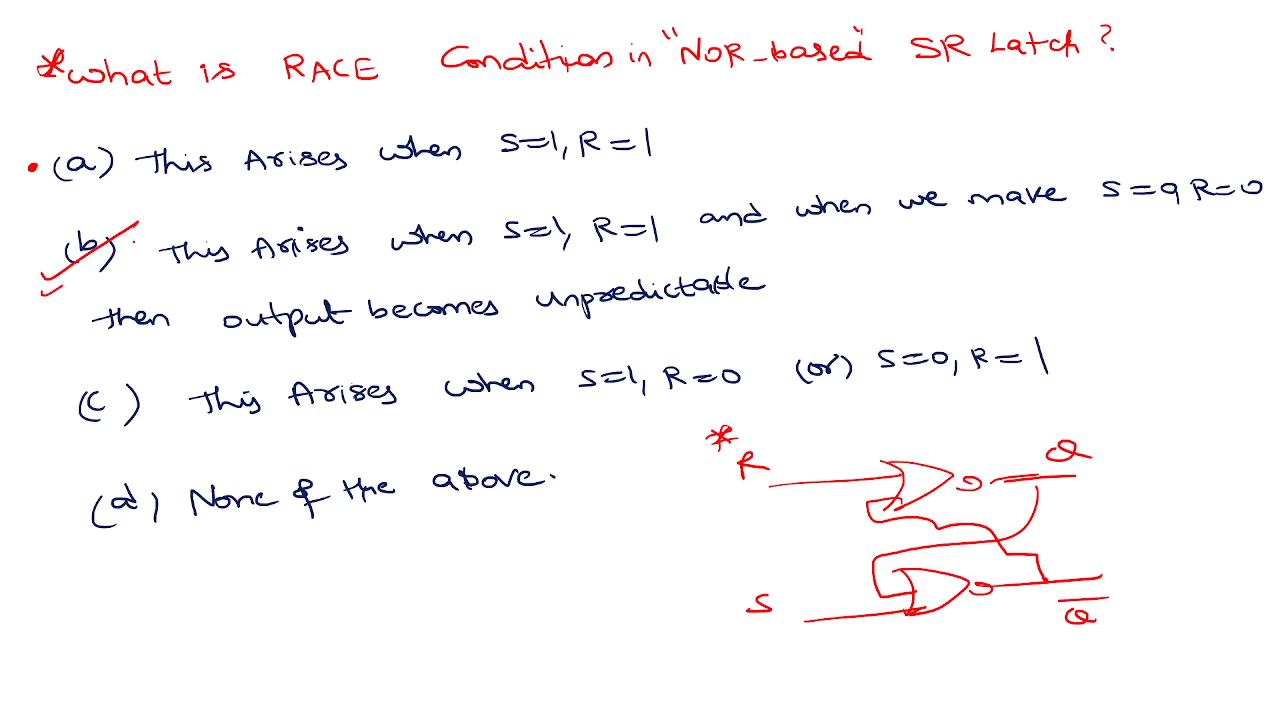 *what is RACE Condition in "NOR-based" SR Latch?
(a) This Arises when S=1, R=1
(b) This Arises when S=1, R=1 and when we make S=0, R=0
then output becomes unpredictable
(c) This Arises when S=1, R=0 (or) S=0, R=1
(d) None of the above.
* R Q
S Q